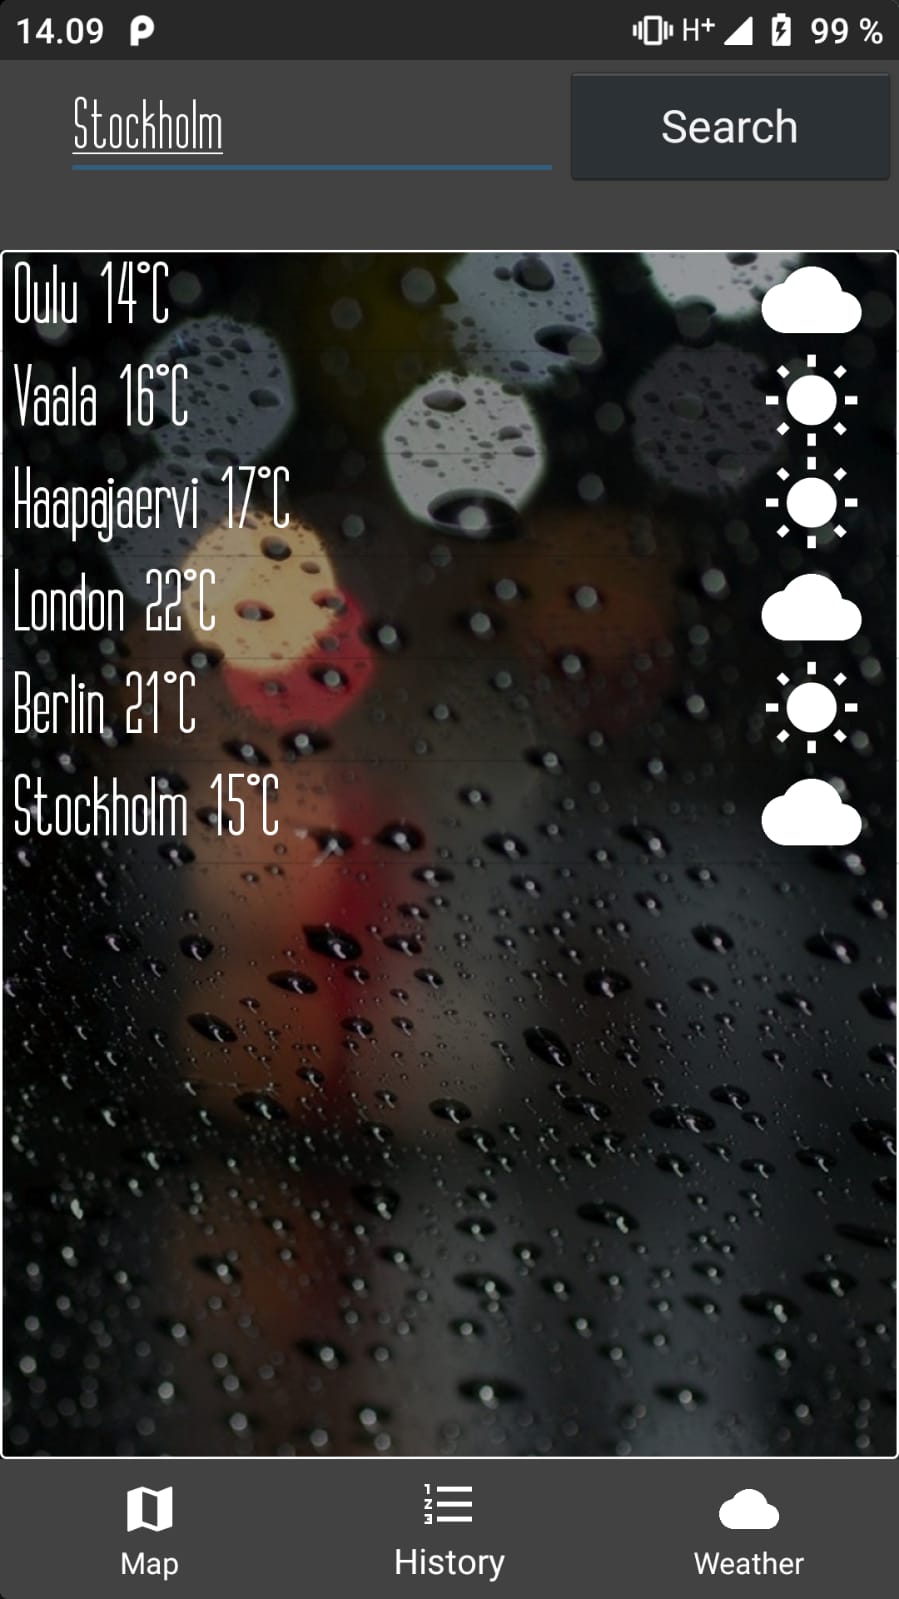 14.09 H+ 99 %
Stockholm Search
Oulu 14°C
Vaala 16°C
Haapajaervi 17°C
London 22°C
Berlin 21°C
Stockholm 15°C
Map History Weather